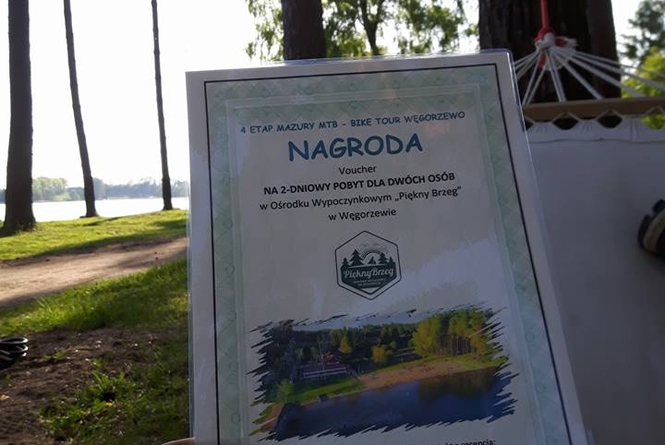 4 ETAP MAZURY MTB - BIKE TOUR WĘGORZEWO
NAGRODA
Voucher
NA 2-DNIOWY POBYT DLA DWÓCH OSÓB
w Ośrodku Wypoczynkowym „Piękny Brzeg"
w Węgorzewie
PięknyBrzeg
recepcją: